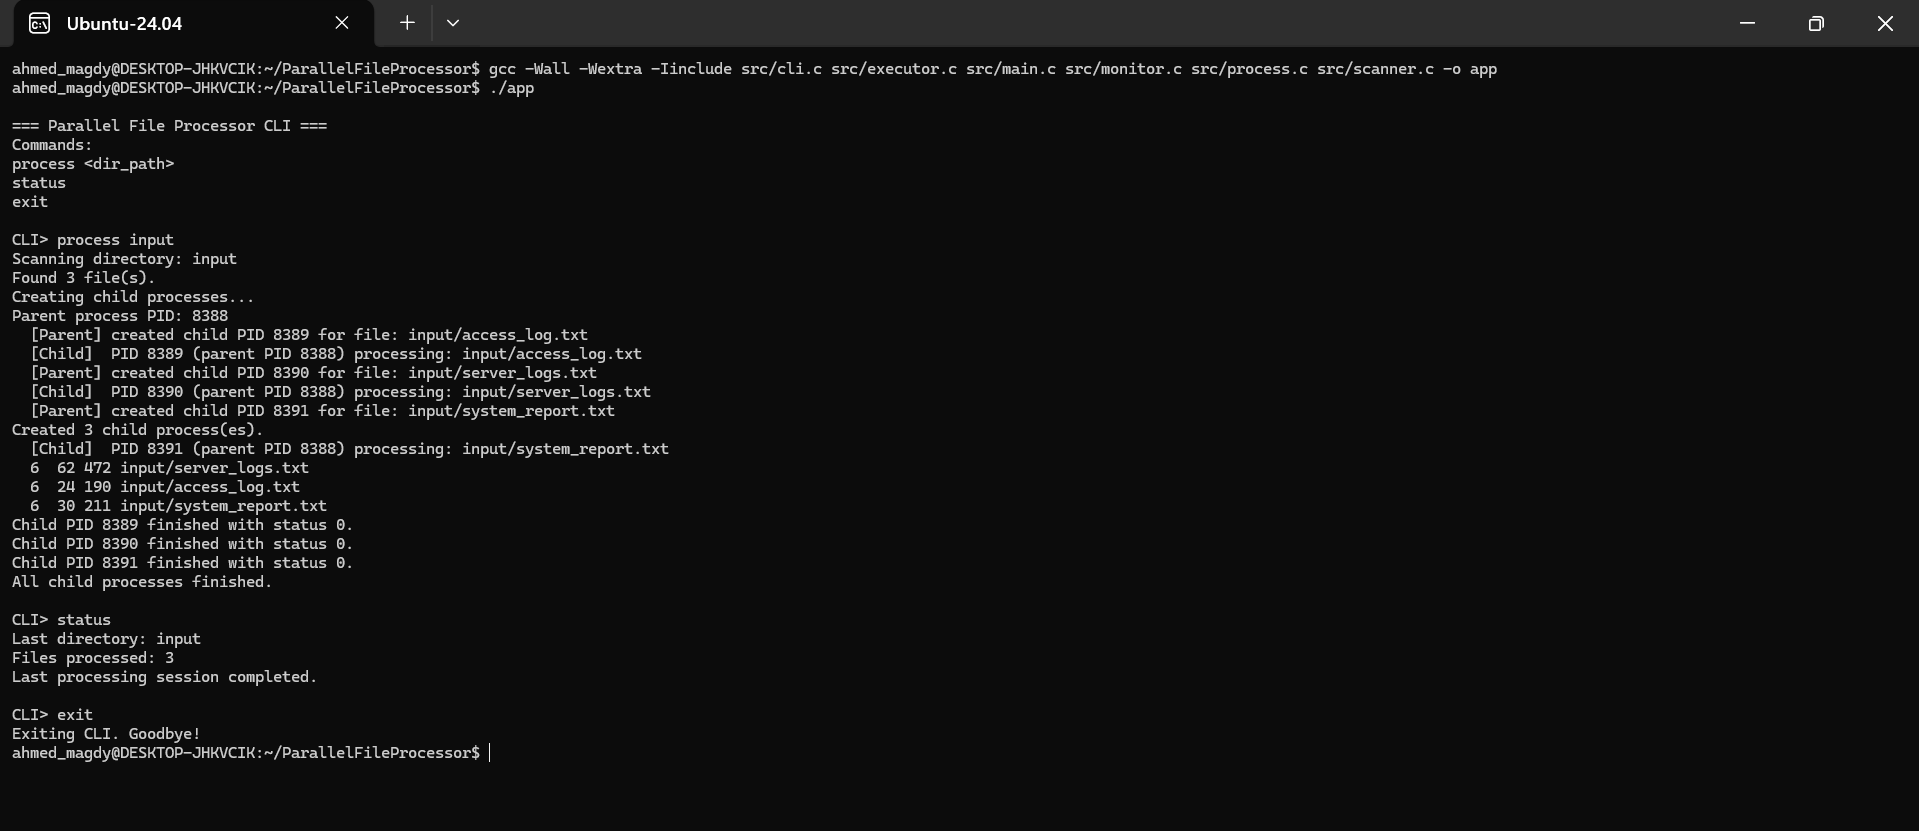 Ubuntu-24.04
ahmed_magdy@DESKTOP-JHKVCIK:~/ParallelFileProcessor$ gcc -Wall -Wextra -Iinclude src/cli.c src/executor.c src/main.c src/monitor.c src/process.c src/scanner.c -o app
ahmed_magdy@DESKTOP-JHKVCIK:~/ParallelFileProcessor$ ./app
=== Parallel File Processor CLI ===
Commands:
process <dir_path>
status
exit
CLI> process input
Scanning directory: input
Found 3 file(s).
Creating child processes...
Parent process PID: 8388
  [Parent] created child PID 8389 for file: input/access_log.txt
  [Child]  PID 8389 (parent PID 8388) processing: input/access_log.txt
  [Parent] created child PID 8390 for file: input/server_logs.txt
  [Child]  PID 8390 (parent PID 8388) processing: input/server_logs.txt
  [Parent] created child PID 8391 for file: input/system_report.txt
Created 3 child process(es).
  [Child]  PID 8391 (parent PID 8388) processing: input/system_report.txt
  6  62 472 input/server_logs.txt
  6  24 190 input/access_log.txt
  6  30 211 input/system_report.txt
Child PID 8389 finished with status 0.
Child PID 8390 finished with status 0.
Child PID 8391 finished with status 0.
All child processes finished.
CLI> status
Last directory: input
Files processed: 3
Last processing session completed.
CLI> exit
Exiting CLI. Goodbye!
ahmed_magdy@DESKTOP-JHKVCIK:~/ParallelFileProcessor$